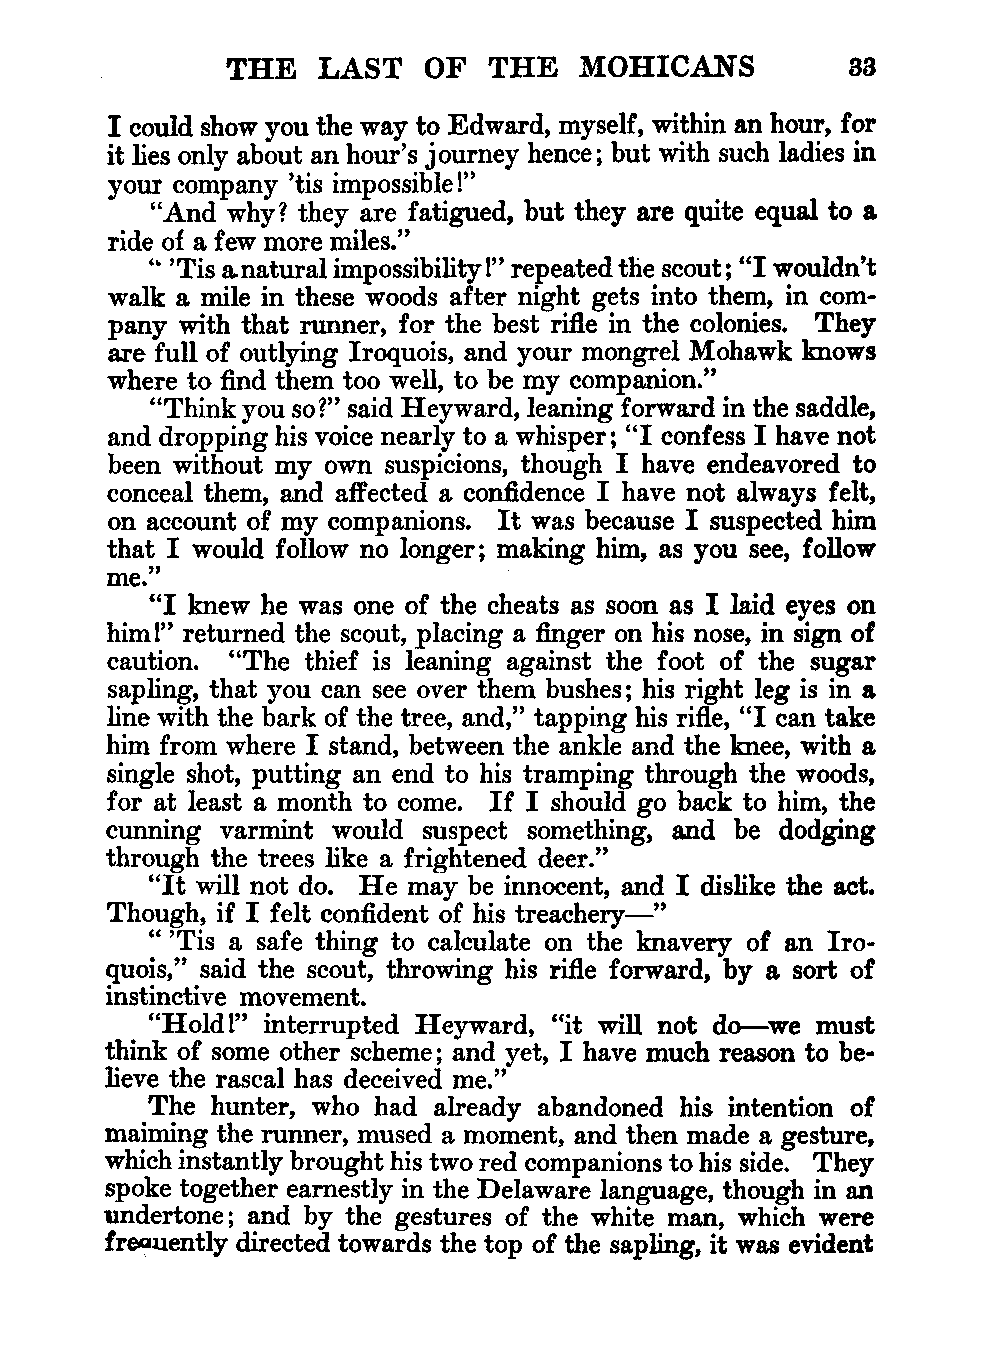 THE LAST OF THE MOHICANS 33
I could show you the way to Edward, myself, within an hour, for
it lies only about an hour's journey hence; but with such ladies in
your company 'tis impossible!"
"And why? they are fatigued, but they are quite equal to a
ride of a few more miles."
" 'Tis a natural impossibility!" repeated the scout; "I wouldn't
walk a mile in these woods after night gets into them, in com-
pany with that runner, for the best rifle in the colonies. They
are full of outlying Iroquois, and your mongrel Mohawk knows
where to find them too well, to be my companion."
"Think you so?" said Heyward, leaning forward in the saddle,
and dropping his voice nearly to a whisper; "I confess I have not
been without my own suspicions, though I have endeavored to
conceal them, and affected a confidence I have not always felt,
on account of my companions. It was because I suspected him
that I would follow no longer; making him, as you see, follow
me."
"I knew he was one of the cheats as soon as I laid eyes on
him!" returned the scout, placing a finger on his nose, in sign of
caution. "The thief is leaning against the foot of the sugar
sapling, that you can see over them bushes; his right leg is in a
line with the bark of the tree, and," tapping his rifle, "I can take
him from where I stand, between the ankle and the knee, with a
single shot, putting an end to his tramping through the woods,
for at least a month to come. If I should go back to him, the
cunning varmint would suspect something, and be dodging
through the trees like a frightened deer."
"It will not do. He may be innocent, and I dislike the act.
Though, if I felt confident of his treachery—"
" 'Tis a safe thing to calculate on the knavery of an Iro-
quois," said the scout, throwing his rifle forward, by a sort of
instinctive movement.
"Hold!" interrupted Heyward, "it will not do—we must
think of some other scheme; and yet, I have much reason to be-
lieve the rascal has deceived me."
The hunter, who had already abandoned his intention of
maiming the runner, mused a moment, and then made a gesture,
which instantly brought his two red companions to his side. They
spoke together earnestly in the Delaware language, though in an
undertone; and by the gestures of the white man, which were
frequently directed towards the top of the sapling, it was evident